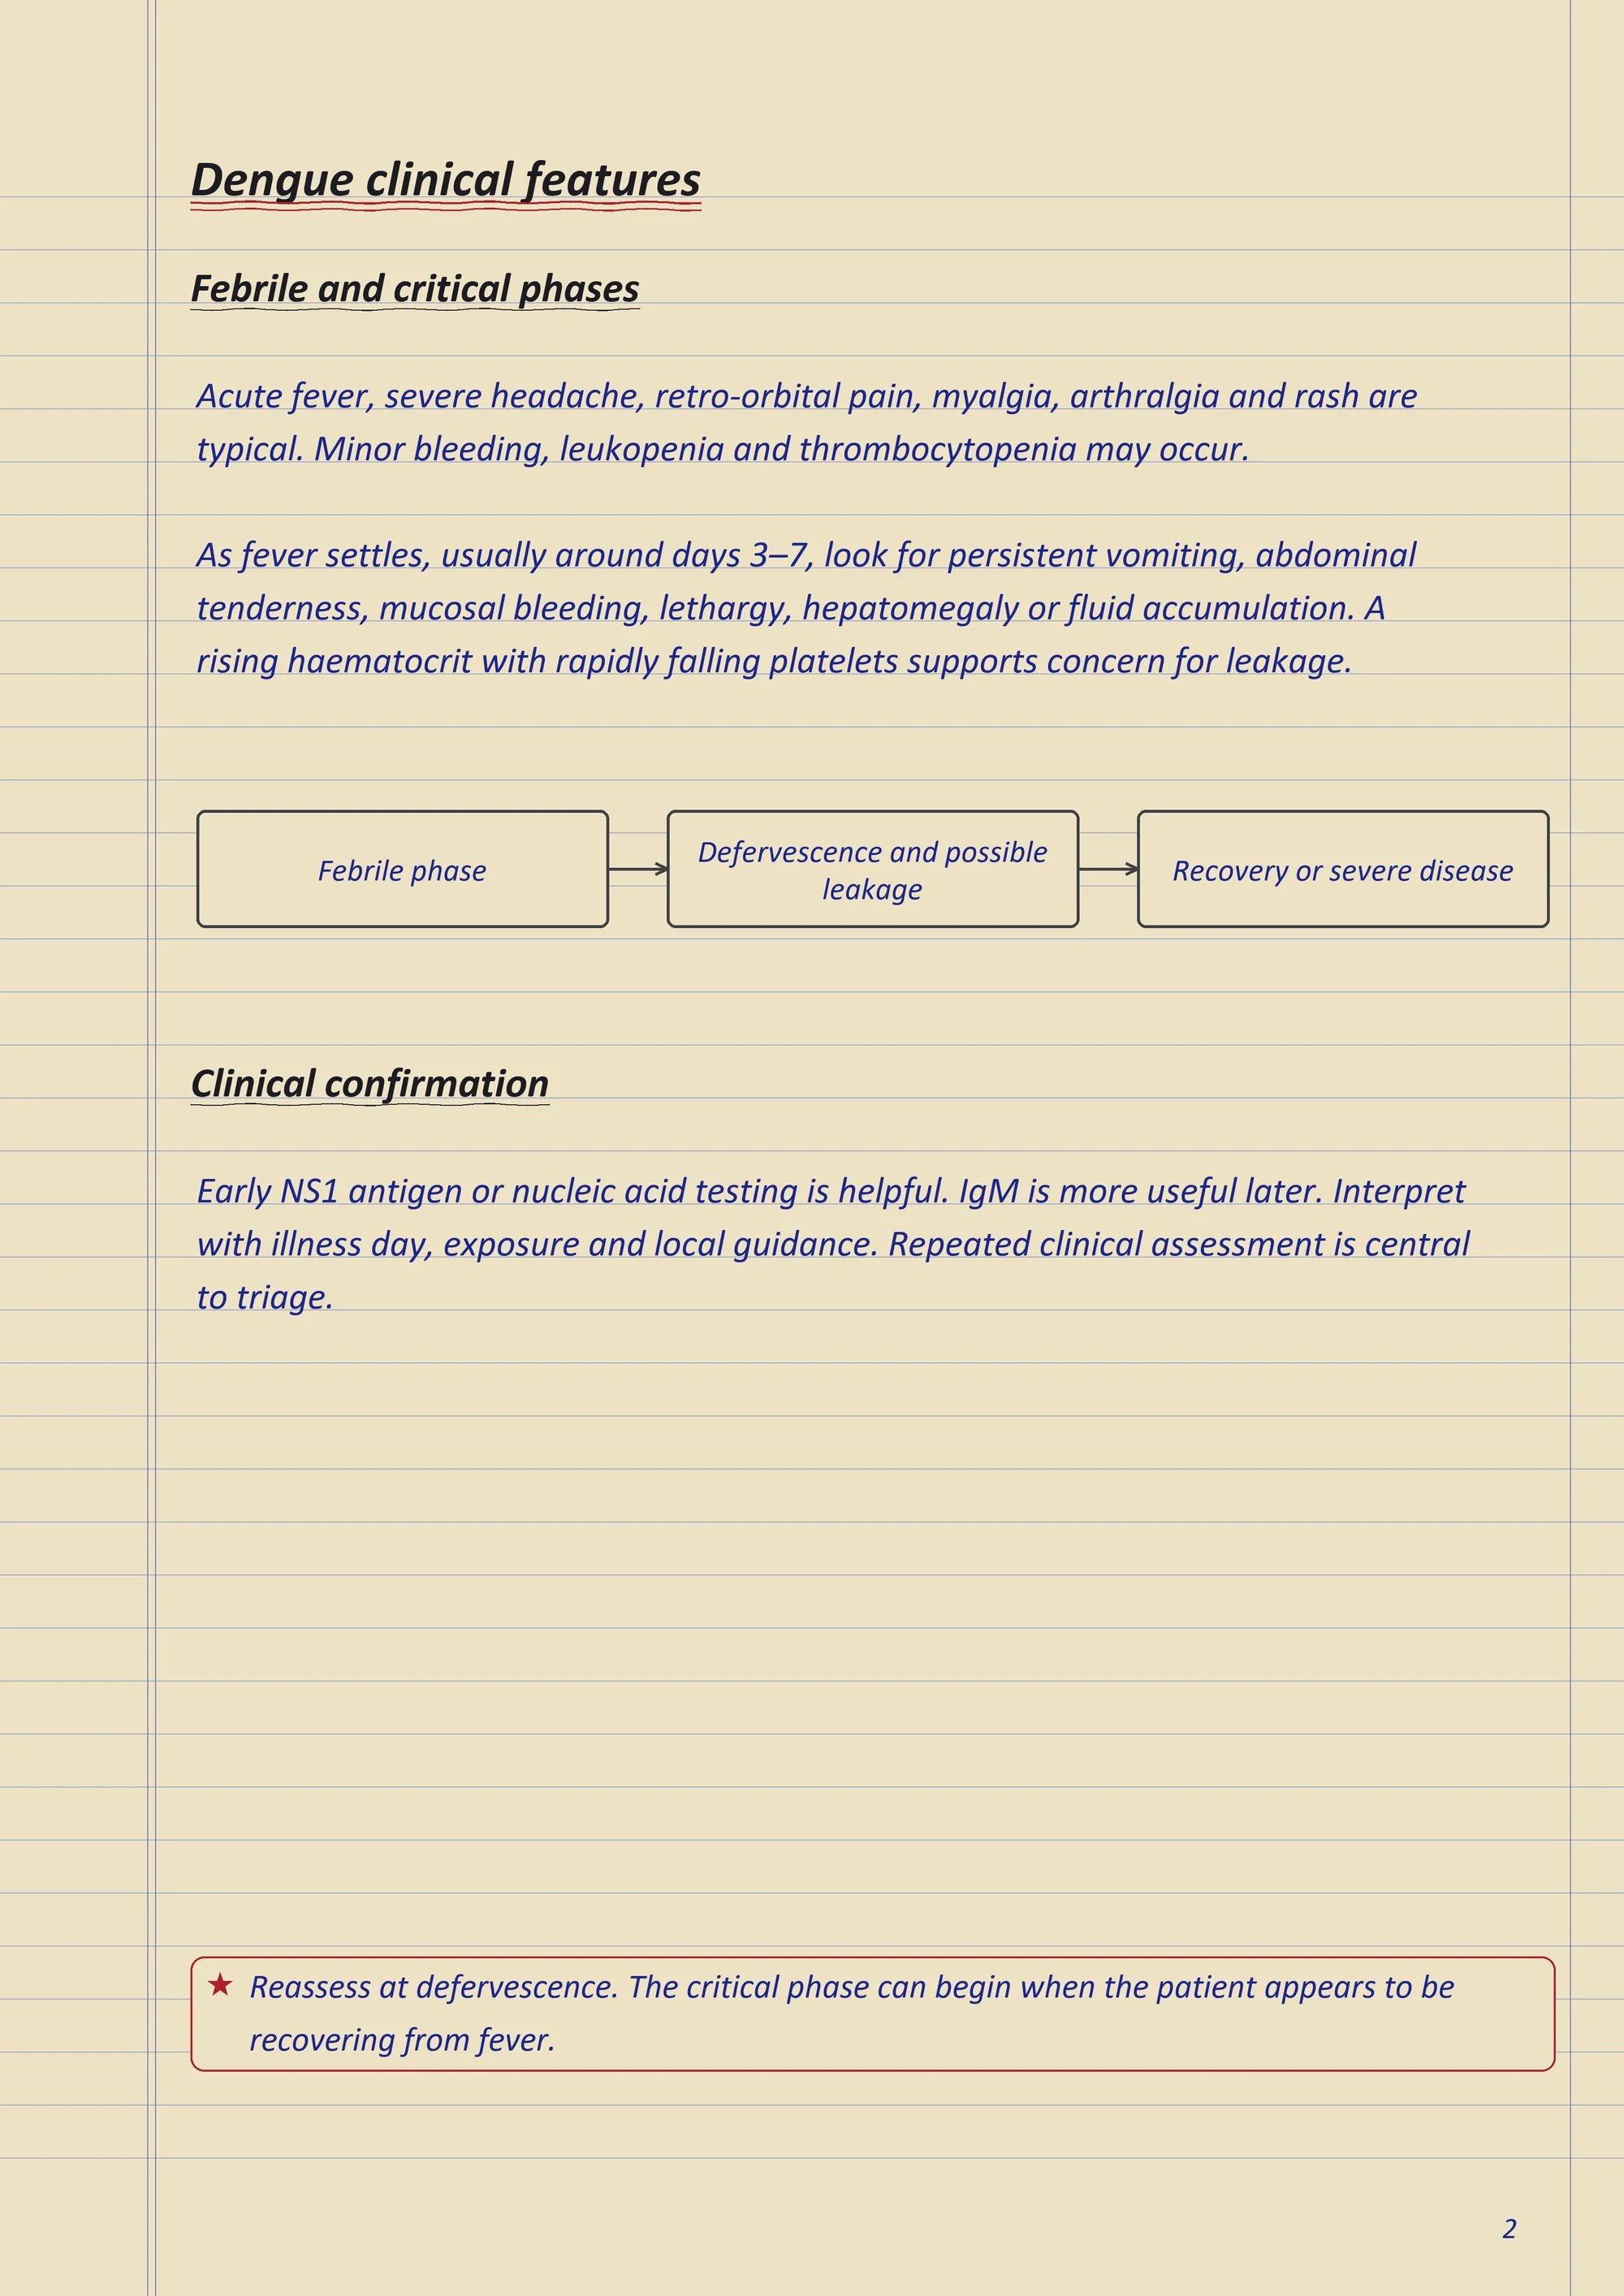 Dengue clinical features
Febrile and critical phases
Acute fever, severe headache, retro-orbital pain, myalgia, arthralgia and rash are
typical. Minor bleeding, leukopenia and thrombocytopenia may occur.
As fever settles, usually around days 3–7, look for persistent vomiting, abdominal
tenderness, mucosal bleeding, lethargy, hepatomegaly or fluid accumulation. A
rising haematocrit with rapidly falling platelets supports concern for leakage.
Febrile phase
Defervescence and possible
leakage
Recovery or severe disease
Clinical confirmation
Early NS1 antigen or nucleic acid testing is helpful. IgM is more useful later. Interpret
with illness day, exposure and local guidance. Repeated clinical assessment is central
to triage.
★ Reassess at defervescence. The critical phase can begin when the patient appears to be
recovering from fever.
2